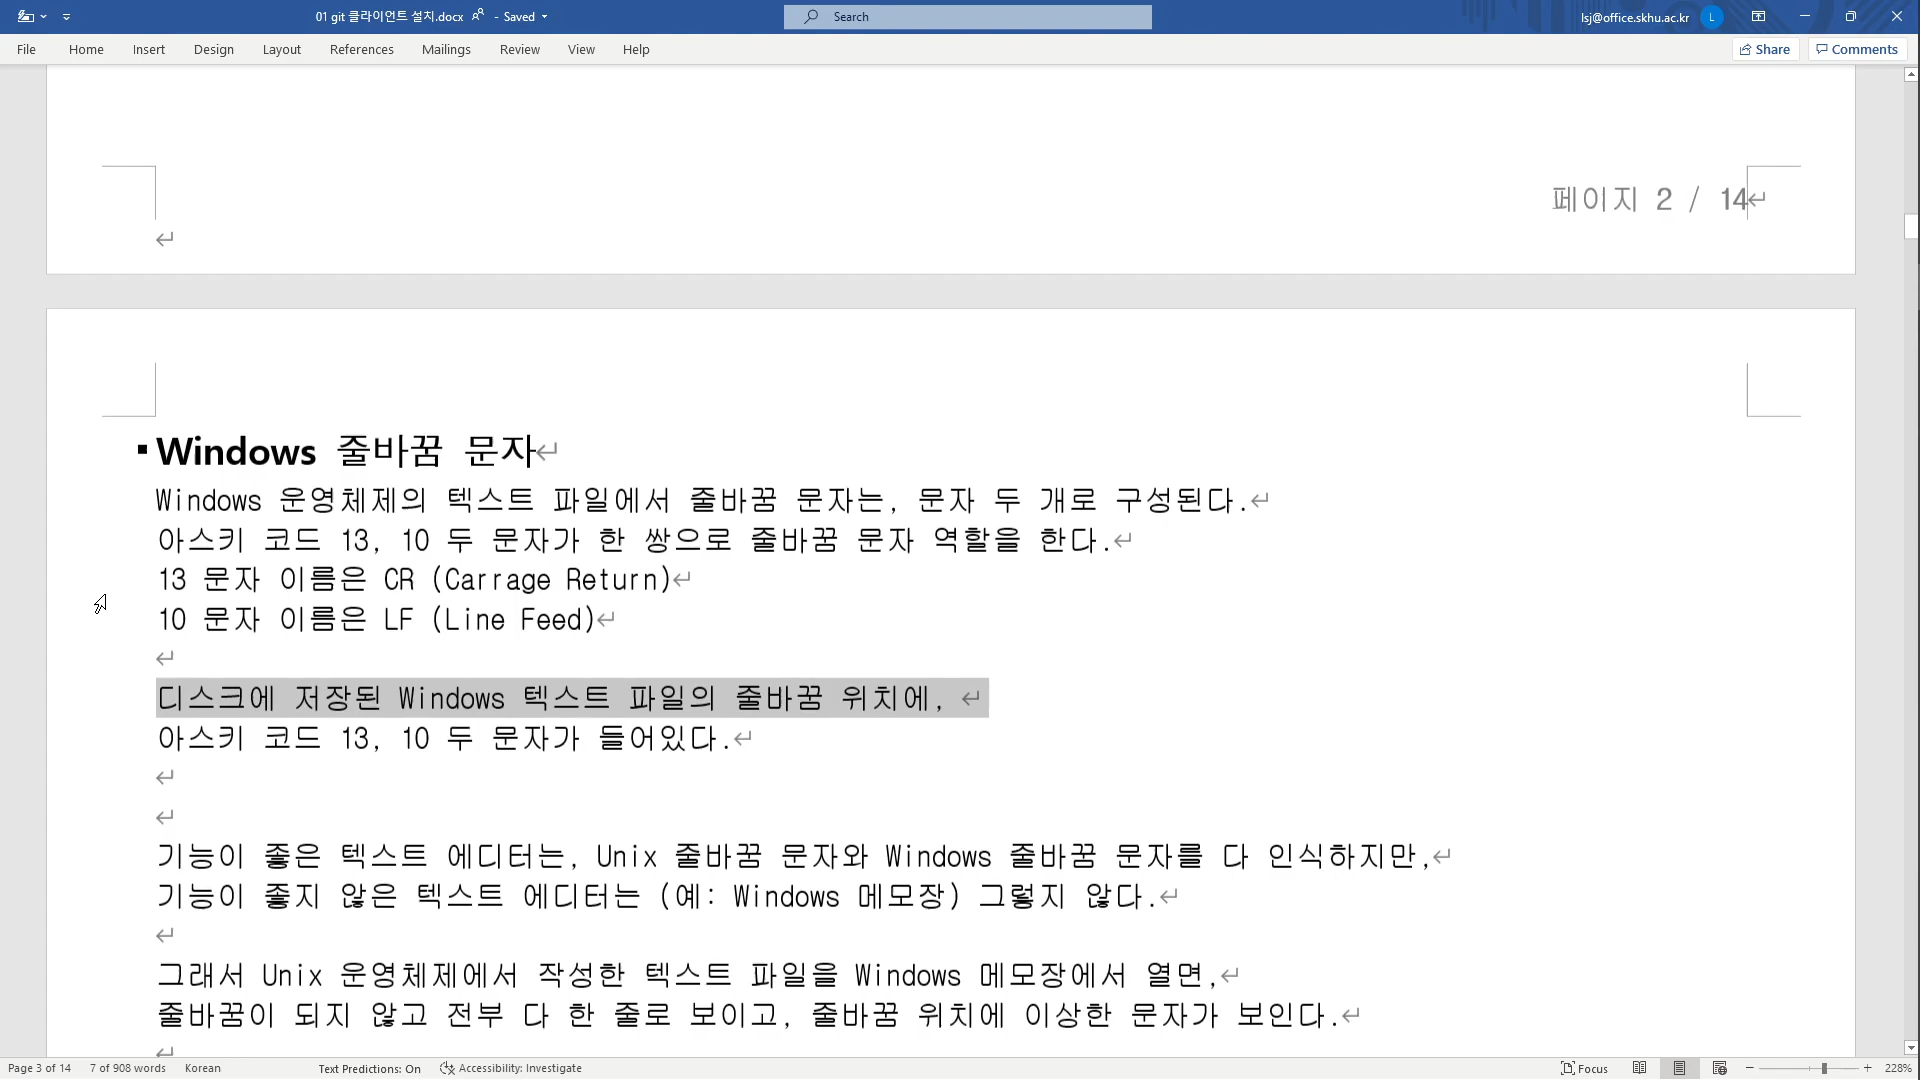 01 git 클라이언트 설치.docx - Saved
Search
lsj@office.skhu.ac.kr L
File Home Insert Design Layout References Mailings Review View Help Share Comments
페이지 2 / 14
Windows 줄바꿈 문자
Windows 운영체제의 텍스트 파일에서 줄바꿈 문자는, 문자 두 개로 구성된다.
아스키 코드 13, 10 두 문자가 한 쌍으로 줄바꿈 문자 역할을 한다.
13 문자 이름은 CR (Carrage Return)
10 문자 이름은 LF (Line Feed)
디스크에 저장된 Windows 텍스트 파일의 줄바꿈 위치에,
아스키 코드 13, 10 두 문자가 들어있다.
기능이 좋은 텍스트 에디터는, Unix 줄바꿈 문자와 Windows 줄바꿈 문자를 다 인식하지만,
기능이 좋지 않은 텍스트 에디터는 (예: Windows 메모장) 그렇지 않다.
그래서 Unix 운영체제에서 작성한 텍스트 파일을 Windows 메모장에서 열면,
줄바꿈이 되지 않고 전부 다 한 줄로 보이고, 줄바꿈 위치에 이상한 문자가 보인다.
Page 3 of 14 7 of 908 words Korean Text Predictions: On Accessibility: Investigate Focus 228%